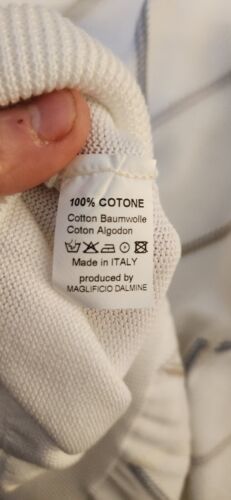 100% COTONE
Cotton Baumwolle
Coton Algodon
Made in ITALY
produced by
MAGLIFICIO DALMINE